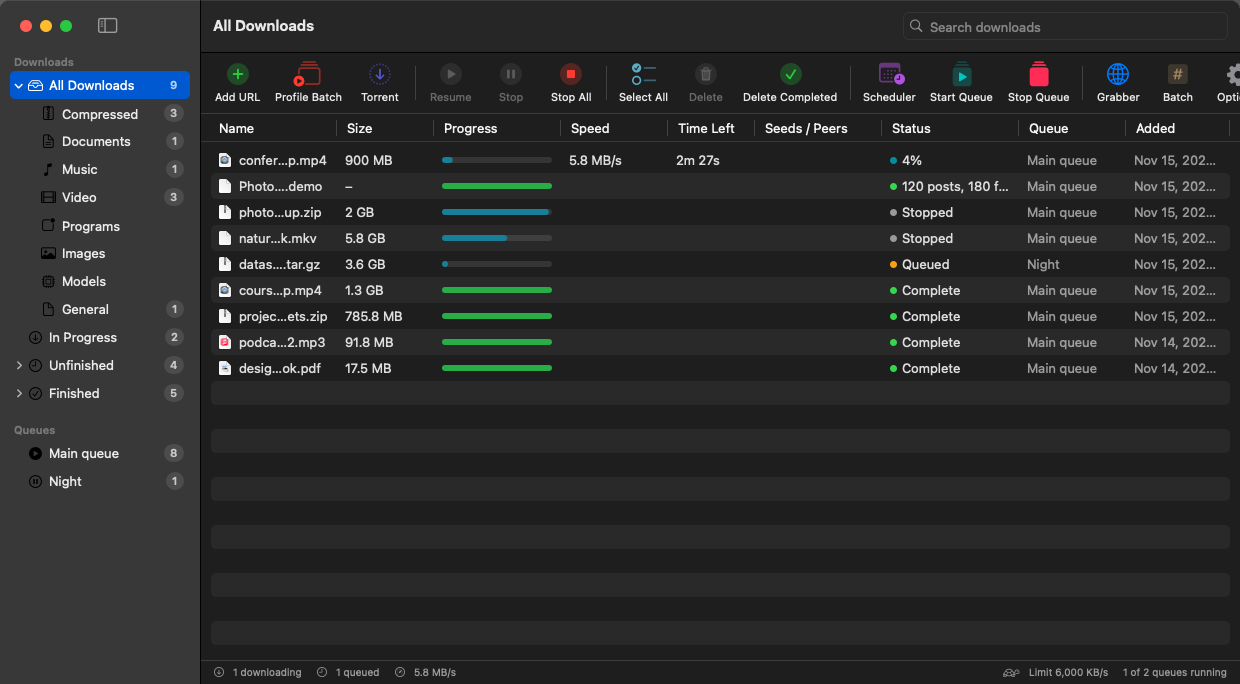 All Downloads
Search downloads
Downloads
All Downloads 9
Compressed 3
Documents 1
Music 1
Video 3
Programs
Images
Models
General 1
In Progress 2
Unfinished 4
Finished 5
Queues
Main queue 8
Night 1
Add URL Profile Batch Torrent Resume Stop Stop All Select All Delete Delete Completed Scheduler Start Queue Stop Queue Grabber # Batch Opti
Name Size Progress Speed Time Left Seeds / Peers Status Queue Added
confer...p.mp4 900 MB 5.8 MB/s 2m 27s 4% Main queue Nov 15, 202...
Photo....demo – 120 posts, 180 f... Main queue Nov 15, 202...
photo...up.zip 2 GB Stopped Main queue Nov 15, 202...
natur...k.mkv 5.8 GB Stopped Main queue Nov 15, 202...
datas....tar.gz 3.6 GB Queued Night Nov 15, 202...
cours...p.mp4 1.3 GB Complete Main queue Nov 15, 202...
projec...ets.zip 785.8 MB Complete Main queue Nov 15, 202...
podca...2.mp3 91.8 MB Complete Main queue Nov 14, 202...
desig...ok.pdf 17.5 MB Complete Main queue Nov 14, 202...
1 downloading 1 queued 5.8 MB/s Limit 6,000 KB/s 1 of 2 queues running